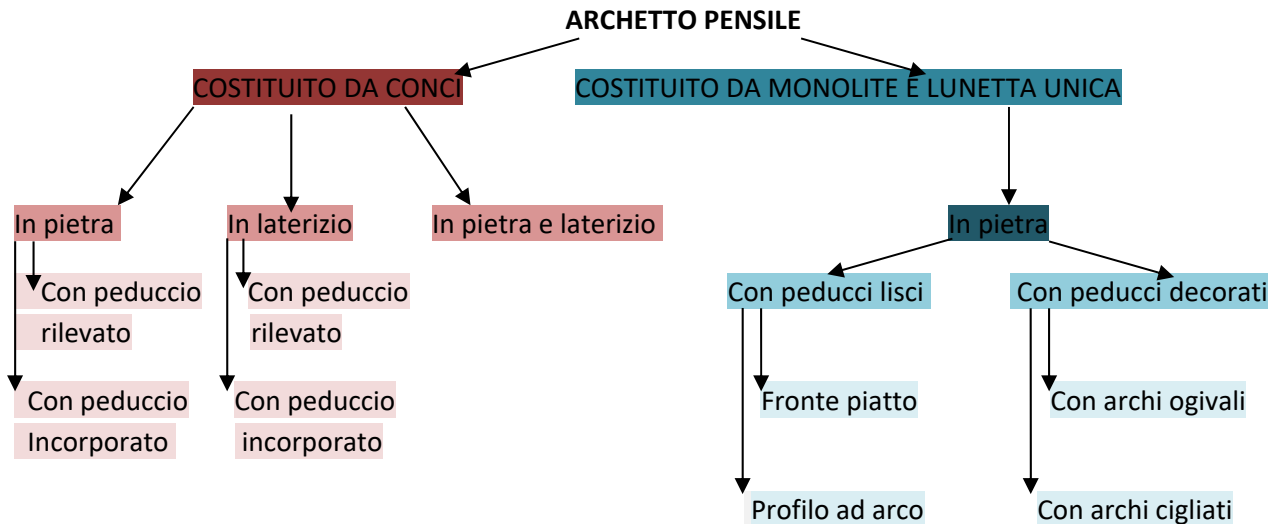 ARCHETTO PENSILE
COSTITUITO DA CONCI
COSTITUITO DA MONOLITE E LUNETTA UNICA
In pietra
In laterizio
In pietra e laterizio
In pietra
Con peduccio
rilevato
Con peduccio
rilevato
Con peducci lisci
Con peducci decorati
Con peduccio
Incorporato
Con peduccio
incorporato
Fronte piatto
Con archi ogivali
Profilo ad arco
Con archi cigliati